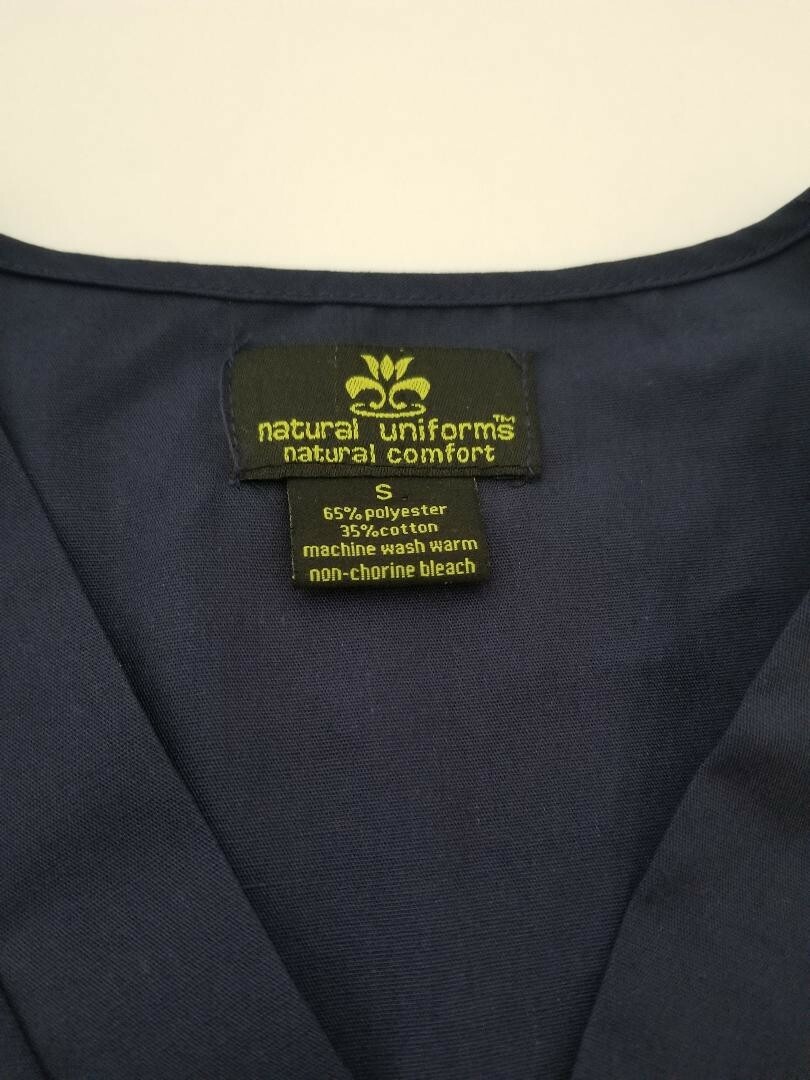 natural uniforms™
natural comfort
S
65% polyester
35%cotton
machine wash warm
non-chorine bleach